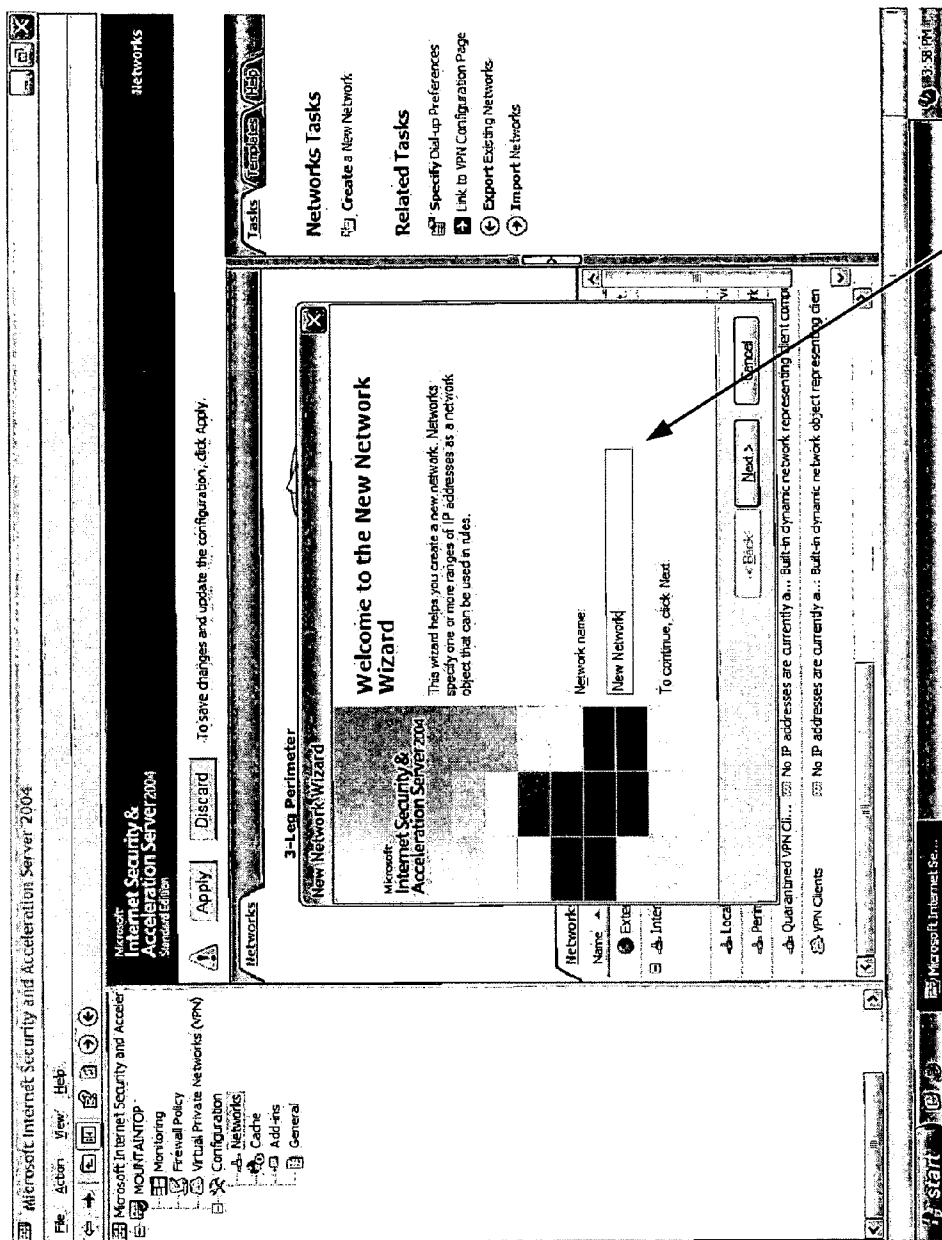 Microsoft Internet Security and Acceleration Server 2004
File Action View Help
Microsoft Internet Security and Acceler
MOUNTAINTOP
Monitoring
Firewall Policy
Virtual Private Networks (VPN)
Configuration
Networks
Cache
Add-ins
General
Microsoft
Internet Security &
Acceleration Server 2004
Standard Edition
Networks
Apply
Discard
To save changes and update the configuration, click Apply.
Networks
3-Leg Perimeter
New Network Wizard
Microsoft
Internet Security &
Acceleration Server 2004
Welcome to the New Network
Wizard
This wizard helps you create a new network. Networks
specify one or more ranges of IP addresses as a network
object that can be used in rules.
Network name:
New Network
To continue, click Next.
< Back
Next >
Cancel
Network
Name
Exter
Inter
Loca
Perin
Quarantined VPN Cli... No IP addresses are currently a... Built-in dynamic network representing client comp
VPN Clients No IP addresses are currently a... Built-in dynamic network object representing clien
Tasks Templates Help
Networks Tasks
Create a New Network
Related Tasks
Specify Dial-up Preferences
Link to VPN Configuration Page
Export Existing Networks
Import Networks
start
Microsoft Internet Se...
3:58 PM